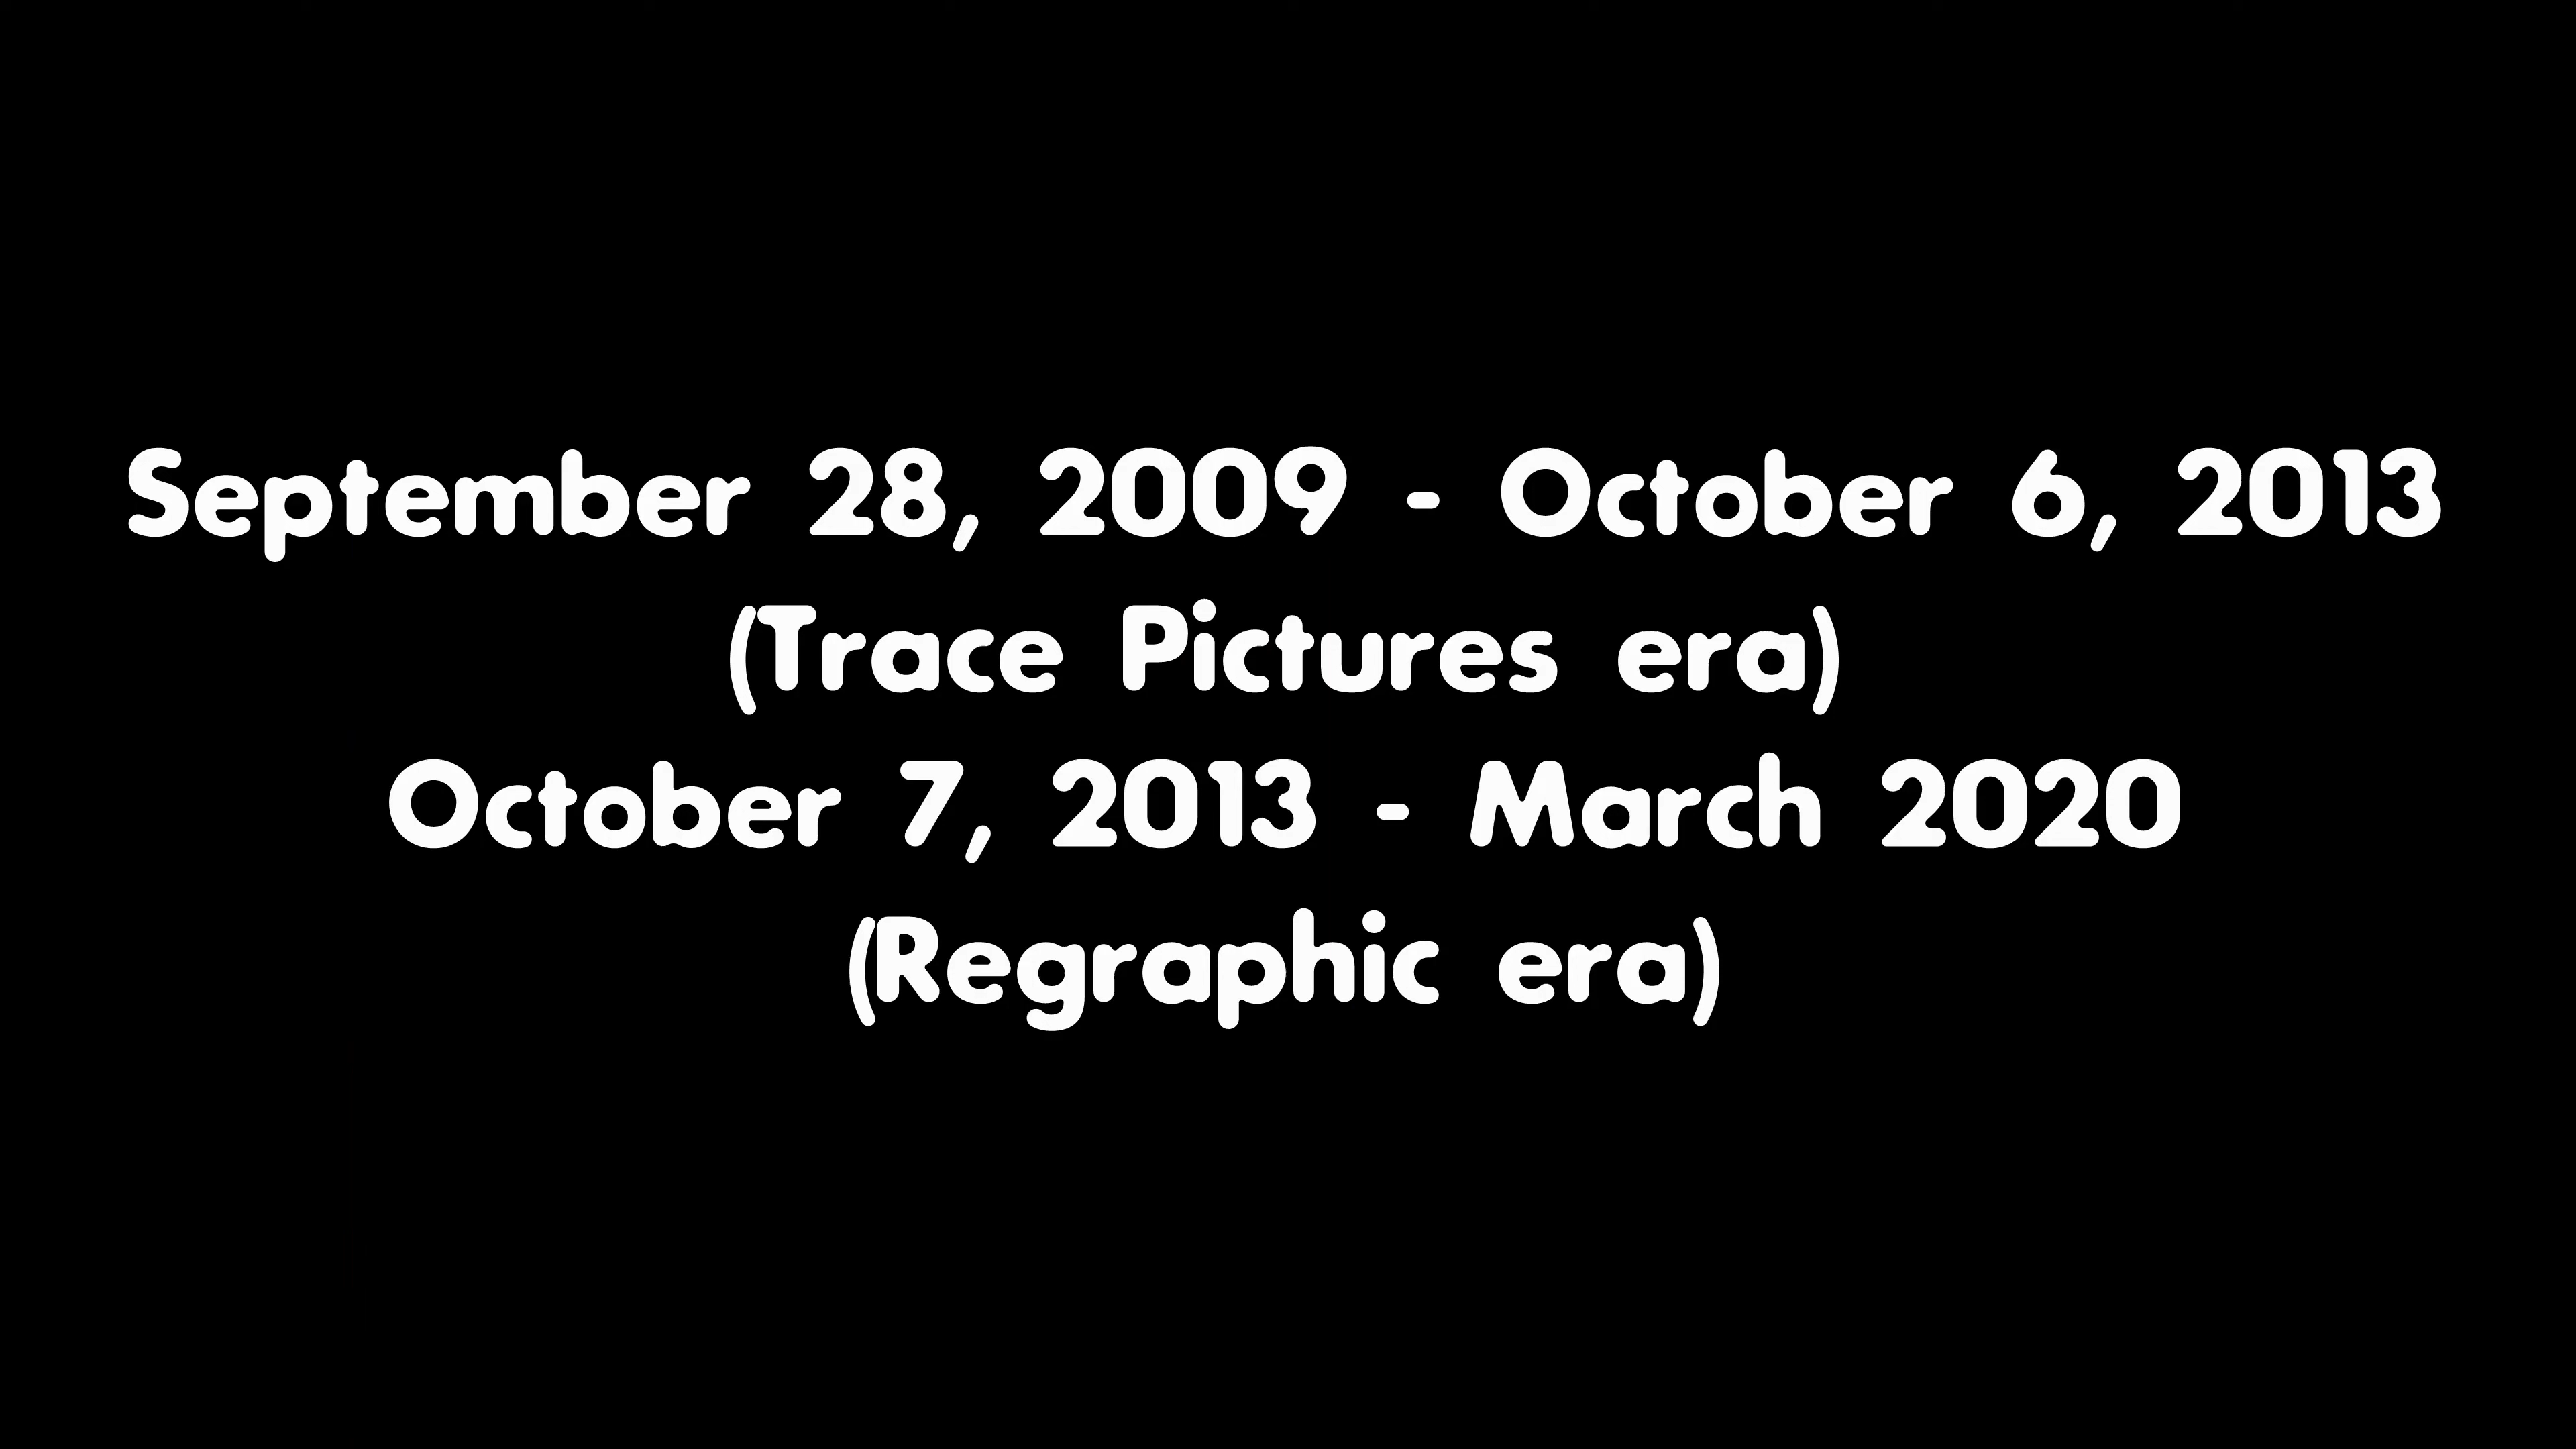 September 28, 2009 - October 6, 2013
(Trace Pictures era)
October 7, 2013 - March 2020
(Regraphic era)